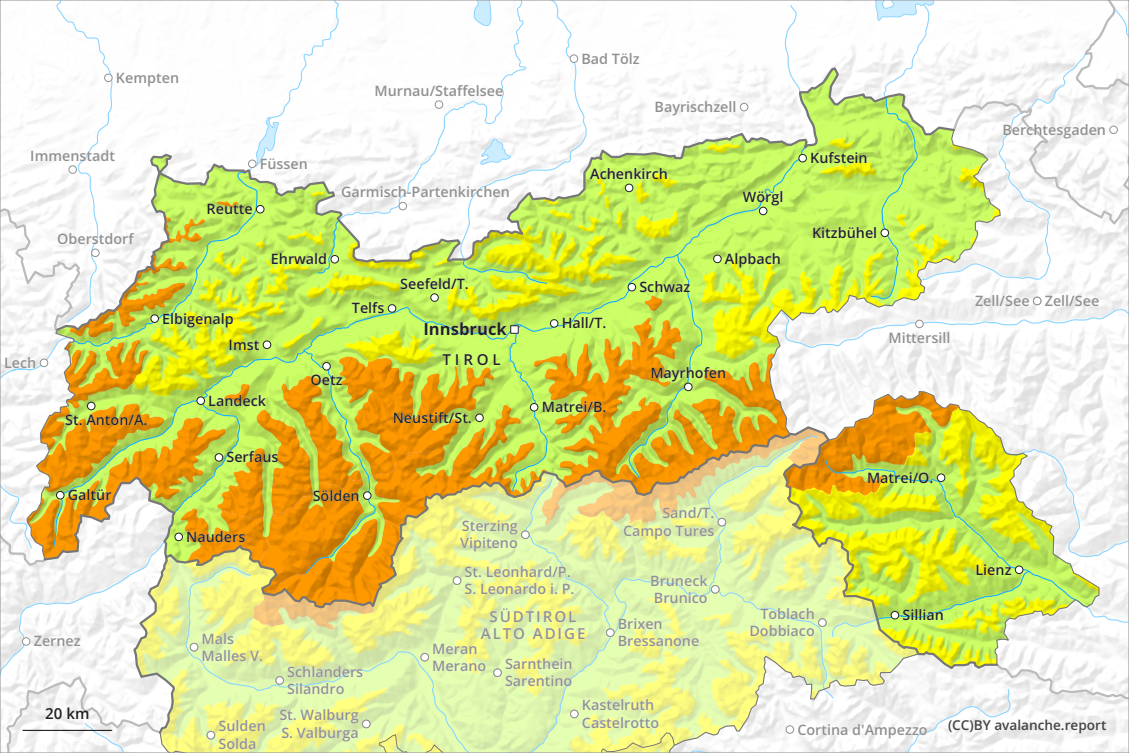 Kempten
Bad Tölz
Murnau/Staffelsee
Bayrischzell
Berchtesgaden
Immenstadt
Füssen
Kufstein
Achenkirch
Garmisch-Partenkirchen
Wörgl
Reutte
Kitzbühel
Oberstdorf
Ehrwald
Alpbach
Seefeld/T.
Schwaz
Zell/See
Zell/See
Telfs
Elbigenalp
Innsbruck
Hall/T.
Mittersill
Imst
TIROL
Lech
Oetz
Mayrhofen
Landeck
St. Anton/A.
Neustift/St.
Matrei/B.
Serfaus
Matrei/O.
Galtür
Sölden
Sand/T.
Campo Tures
Sterzing
Vipiteno
Nauders
St. Leonhard/P.
S. Leonardo i. P.
Bruneck
Brunico
Lienz
SÜDTIROL
ALTO ADIGE
Toblach
Dobbiaco
Sillian
Brixen
Bressanone
Zernez
Mals
Malles V.
Meran
Merano
Sarnthein
Sarentino
Schlanders
Silandro
Kastelruth
Castelrotto
St. Walburg
S. Valburga
Sulden
Solda
Cortina d'Ampezzo
20 km
(CC)BY avalanche.report